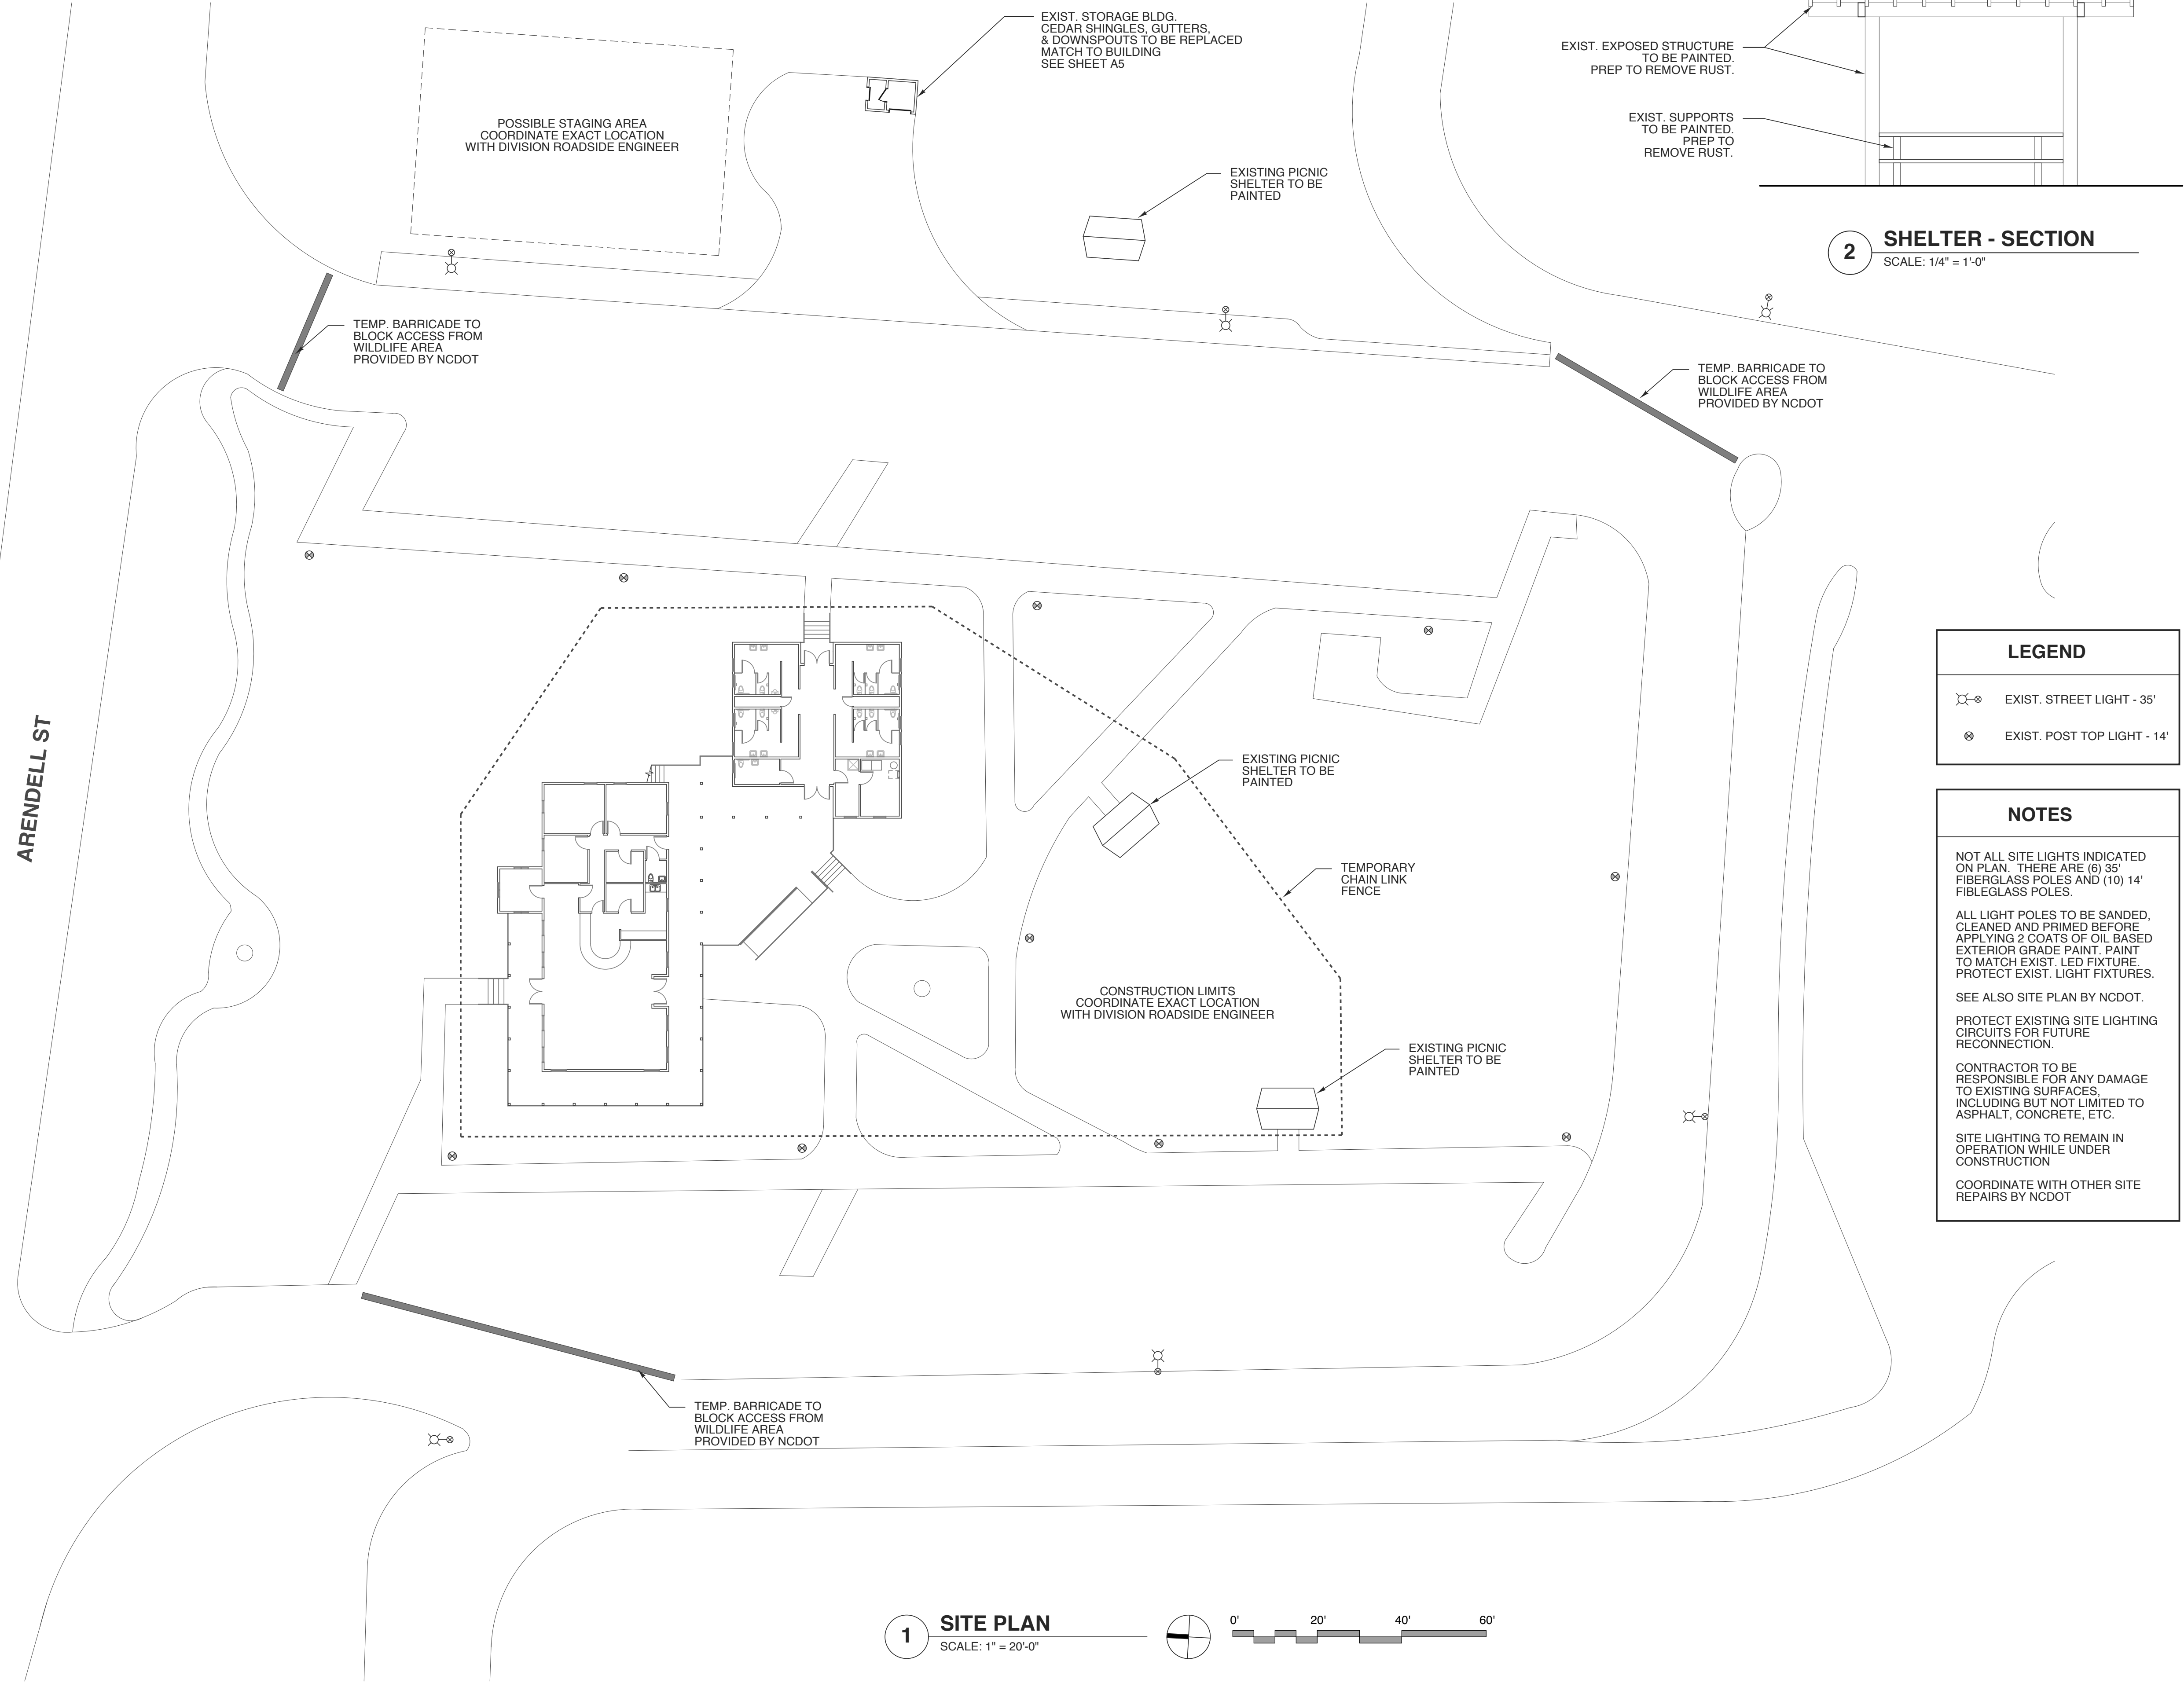 EXIST. STORAGE BLDG.
CEDAR SHINGLES, GUTTERS,
& DOWNSPOUTS TO BE REPLACED
MATCH TO BUILDING
SEE SHEET A5
EXIST. EXPOSED STRUCTURE
TO BE PAINTED.
PREP TO REMOVE RUST.
EXIST. SUPPORTS
TO BE PAINTED.
PREP TO
REMOVE RUST.
2
SHELTER - SECTION
SCALE: 1/4" = 1'-0"
POSSIBLE STAGING AREA
COORDINATE EXACT LOCATION
WITH DIVISION ROADSIDE ENGINEER
EXISTING PICNIC
SHELTER TO BE
PAINTED
TEMP. BARRICADE TO
BLOCK ACCESS FROM
WILDLIFE AREA
PROVIDED BY NCDOT
TEMP. BARRICADE TO
BLOCK ACCESS FROM
WILDLIFE AREA
PROVIDED BY NCDOT
ARENDELL ST
EXISTING PICNIC
SHELTER TO BE
PAINTED
TEMPORARY
CHAIN LINK
FENCE
CONSTRUCTION LIMITS
COORDINATE EXACT LOCATION
WITH DIVISION ROADSIDE ENGINEER
EXISTING PICNIC
SHELTER TO BE
PAINTED
TEMP. BARRICADE TO
BLOCK ACCESS FROM
WILDLIFE AREA
PROVIDED BY NCDOT
LEGEND
EXIST. STREET LIGHT - 35'
EXIST. POST TOP LIGHT - 14'
NOTES
NOT ALL SITE LIGHTS INDICATED
ON PLAN.  THERE ARE (6) 35'
FIBERGLASS POLES AND (10) 14'
FIBLEGLASS POLES.
ALL LIGHT POLES TO BE SANDED,
CLEANED AND PRIMED BEFORE
APPLYING 2 COATS OF OIL BASED
EXTERIOR GRADE PAINT. PAINT
TO MATCH EXIST. LED FIXTURE.
PROTECT EXIST. LIGHT FIXTURES.
SEE ALSO SITE PLAN BY NCDOT.
PROTECT EXISTING SITE LIGHTING
CIRCUITS FOR FUTURE
RECONNECTION.
CONTRACTOR TO BE
RESPONSIBLE FOR ANY DAMAGE
TO EXISTING SURFACES,
INCLUDING BUT NOT LIMITED TO
ASPHALT, CONCRETE, ETC.
SITE LIGHTING TO REMAIN IN
OPERATION WHILE UNDER
CONSTRUCTION
COORDINATE WITH OTHER SITE
REPAIRS BY NCDOT
1
SITE PLAN
SCALE: 1" = 20'-0"
0' 20' 40' 60'